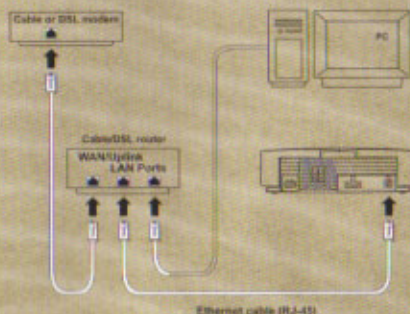 Cable or DSL modem
PC
Cable/DSL router
WAN/Uplink
LAN Ports
Ethernet cable (RJ-45)